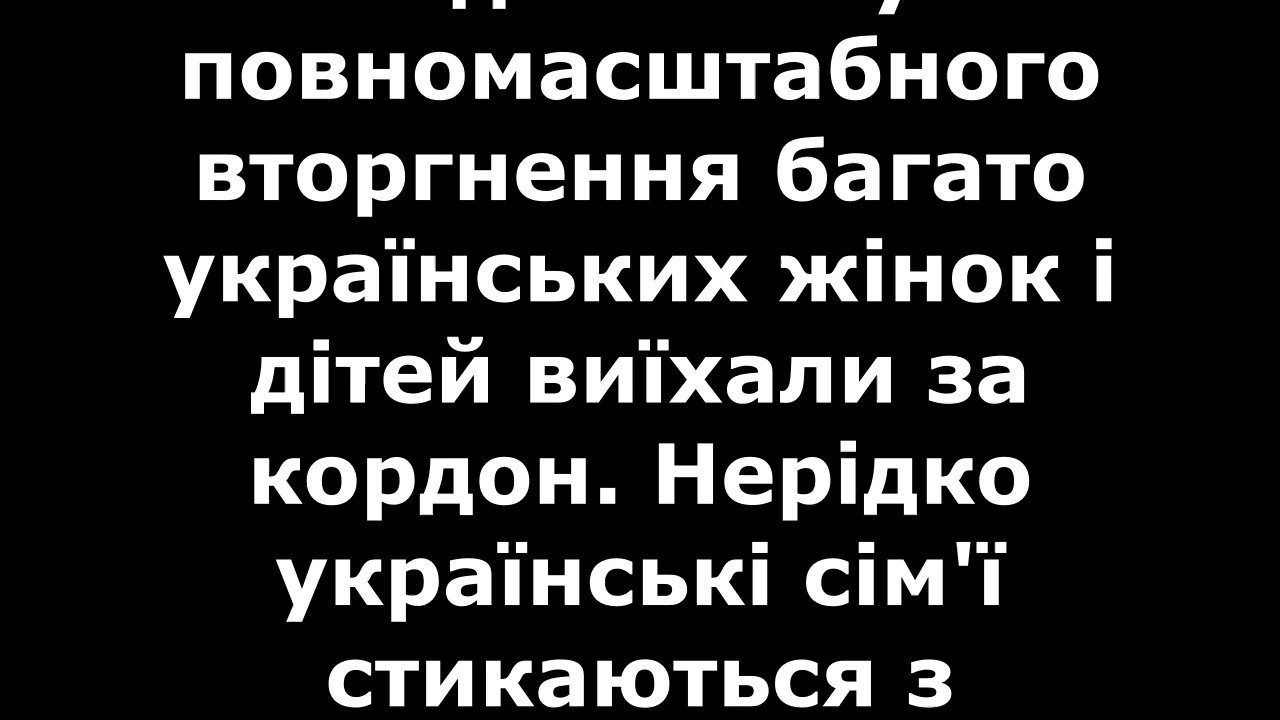 повномасштабного
вторгнення багато
українських жінок і
дітей виїхали за
кордон. Нерідко
українські сім'ї
стикаються з